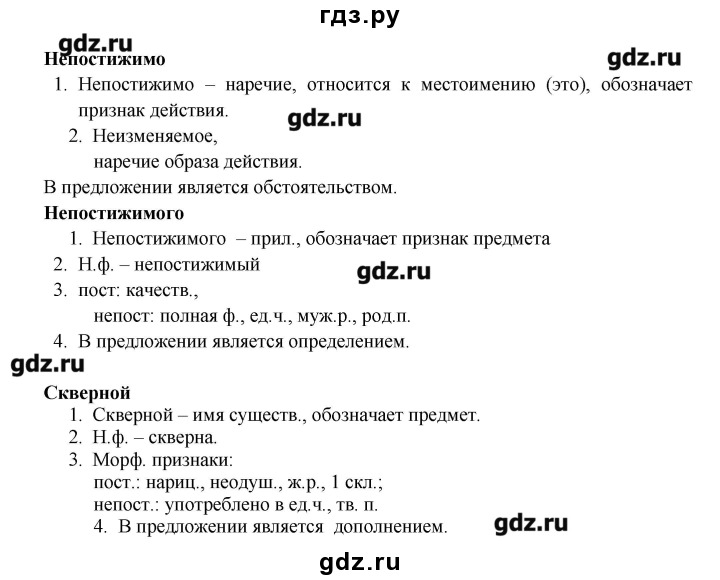 гдз.ру
gdz.ru
Непостижимо
gdz.ru
1. Непостижимо – наречие, относится к местоимению (это), обозначает
признак действия.
gdz.ru
2. Неизменяемое,
наречие образа действия.
В предложении является обстоятельством.
Непостижимого
1. Непостижимого – прил., обозначает признак предмета
2. Н.ф. – непостижимый
gdz.ru
3. пост: качеств.,
непост: полная ф., ед.ч., муж.р., род.п.
4. В предложении является определением.
gdz.ru
Скверной
1. Скверной – имя существ., обозначает предмет.
2. Н.ф. – скверна.
3. Морф. признаки:
пост.: нариц., неодуш., ж.р., 1 скл.;
непост.: употреблено в ед.ч., тв. п.
4. В предложении является дополнением.
gdz.ru
gdz.ru